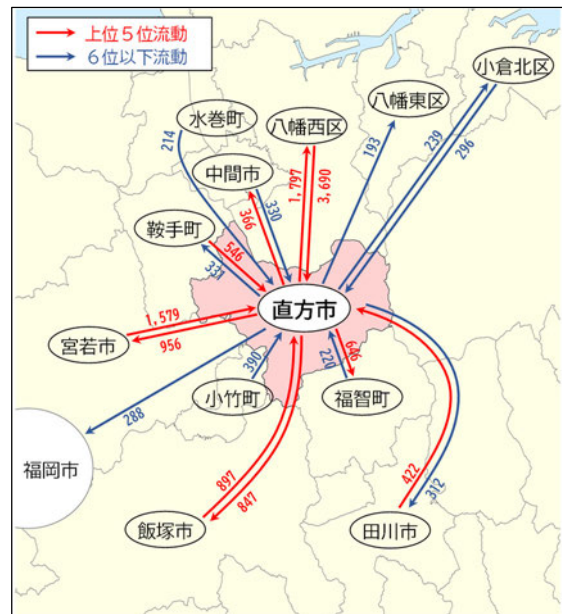 上位5位流動
6位以下流動
小倉北区
八幡東区
八幡西区
水巻町
214
193
239
296
中間市
1,797
3,690
330
366
鞍手町
546
331
直方市
1,579
宮若市
956
646
390
220
小竹町
福智町
288
福岡市
422
312
897
847
飯塚市
田川市